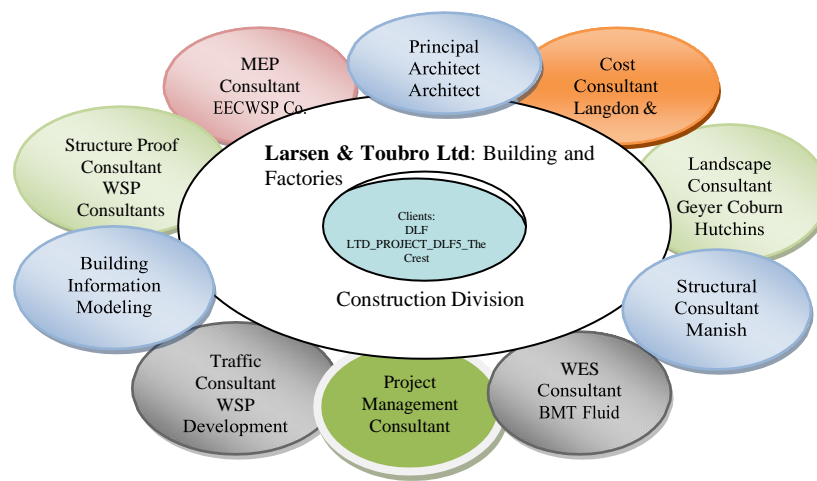 Principal
Architect
Architect
MEP
Consultant
EECWSP Co.
Cost
Consultant
Langdon &
Structure Proof
Consultant
WSP
Consultants
Larsen & Toubro Ltd: Building and
Factories
Landscape
Consultant
Geyer Coburn
Hutchins
Clients:
DLF
LTD_PROJECT_DLF5_The
Crest
Building
Information
Modeling
Construction Division
Structural
Consultant
Manish
Traffic
Consultant
WSP
Development
Project
Management
Consultant
WES
Consultant
BMT Fluid